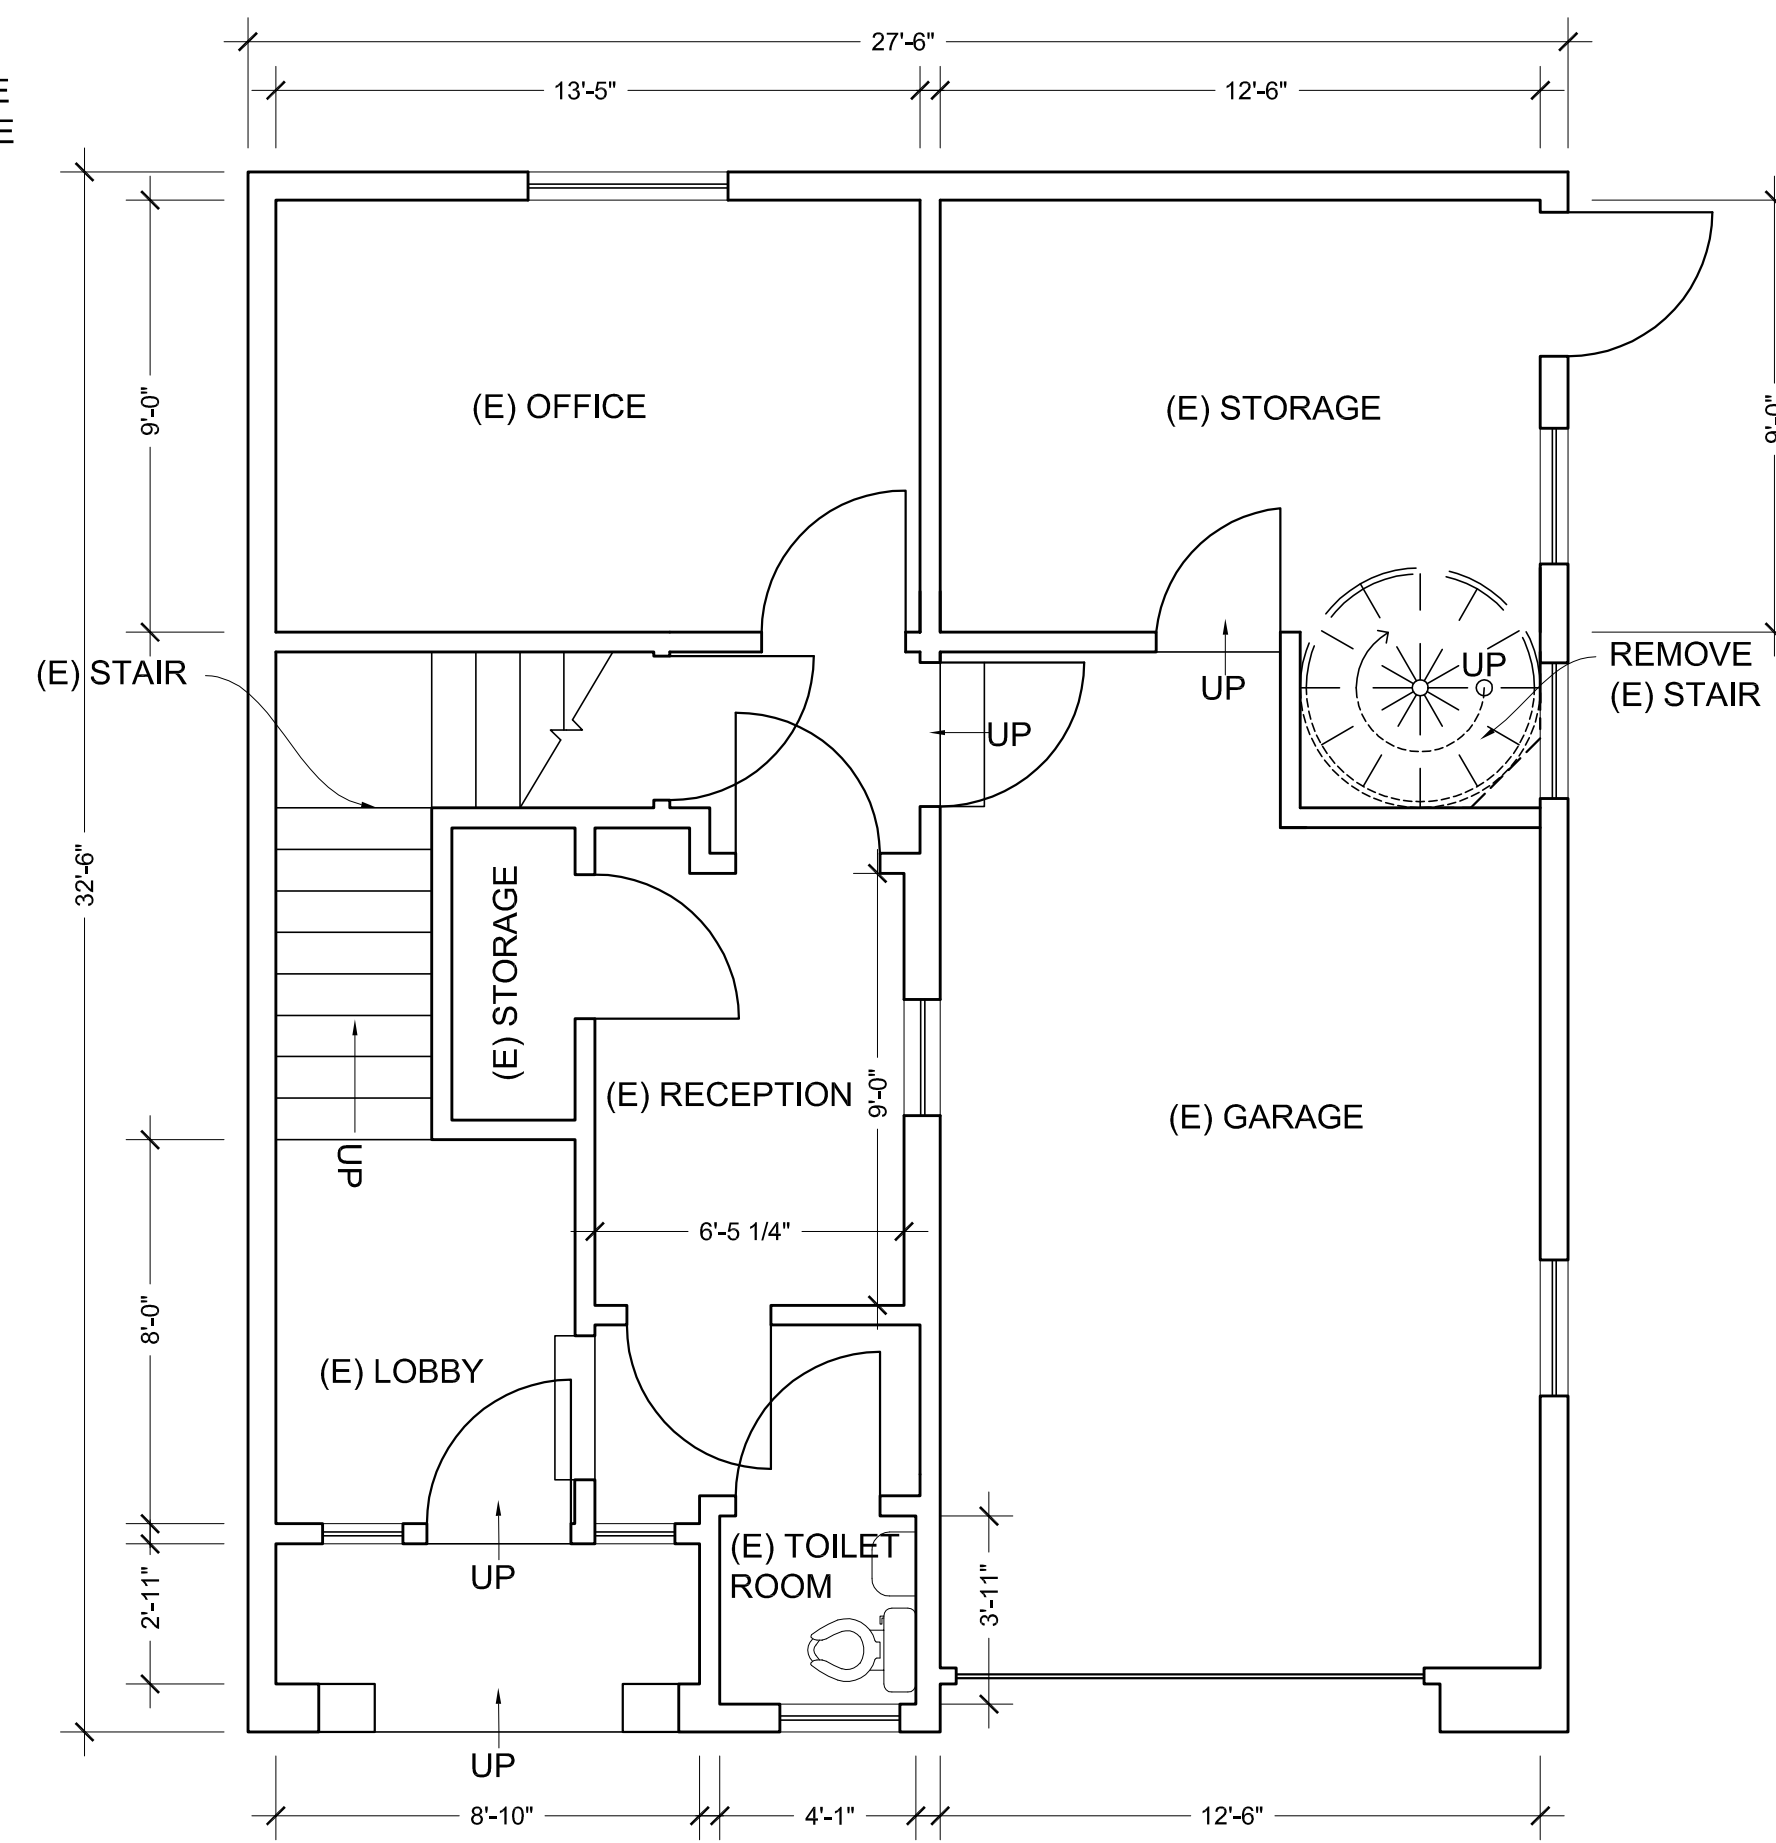 27'-6"
13'-5"
12'-6"
9'-0"
9'-0"
(E) OFFICE
(E) STORAGE
(E) STAIR
REMOVE
(E) STAIR
UP
UP
UP
32'-6"
(E) STORAGE
(E) RECEPTION
9'-0"
(E) GARAGE
UP
6'-5 1/4"
8'-0"
(E) LOBBY
(E) TOILET
ROOM
UP
2'-11"
3'-11"
UP
8'-10"
4'-1"
12'-6"